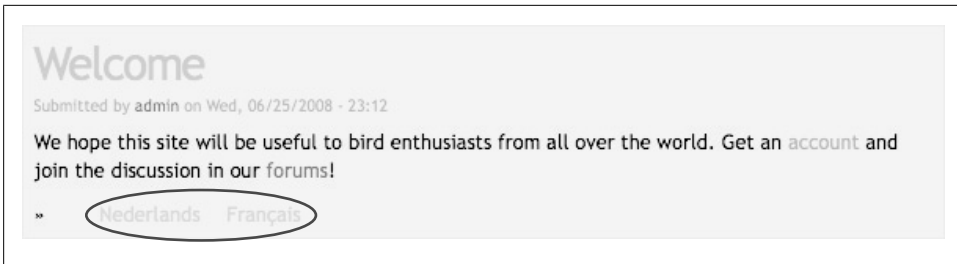 Welcome
Submitted by admin on Wed, 06/25/2008 - 23:12
We hope this site will be useful to bird enthusiasts from all over the world. Get an account and
join the discussion in our forums!
» Nederlands Français